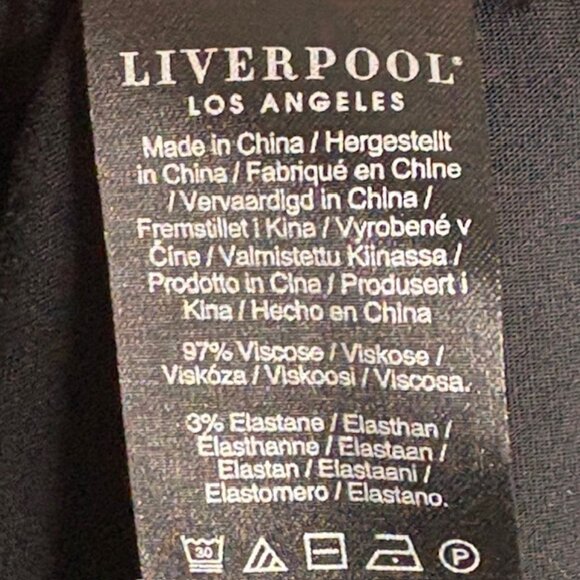 LIVERPOOL®
LOS ANGELES
Made in China / Hergestellt
in China / Fabriqué en Chine
/ Vervaardigd in China /
Fremstillet i Kina / Vyrobené v
Číne / Valmistettu Kiinassa /
Prodotto in Cina / Produsert i
Kina / Hecho en China
97% Viscose / Viskose /
Viskóza / Viskoosi / Viscosa.
3% Elastane / Elasthan /
Élasthanne / Elastaan /
Elastan / Elastaani /
Elastomero / Elastano.
30 P